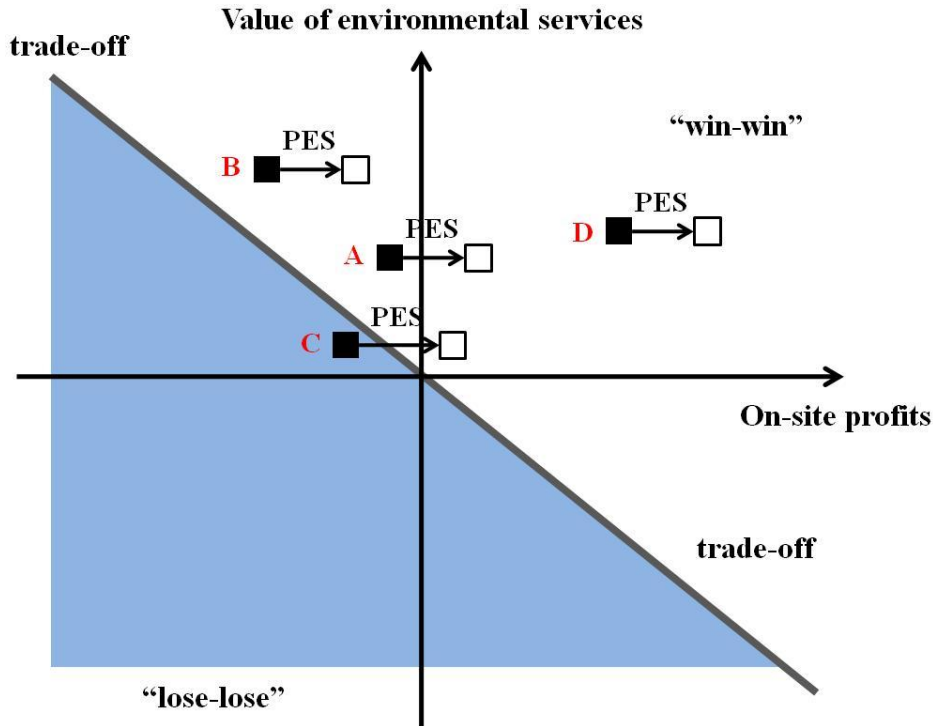 Value of environmental services
trade-off
“win-win”
PES
B
PES
D
PES
A
PES
C
On-site profits
trade-off
“lose-lose”